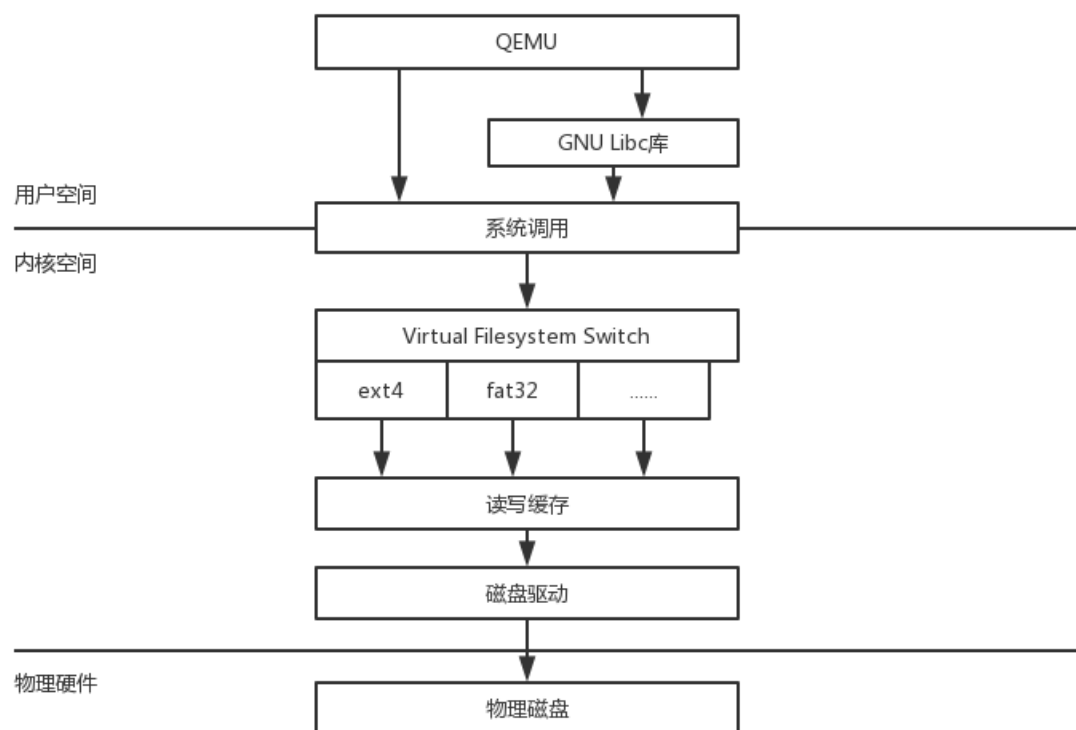 QEMU
GNU Libc库
用户空间
系统调用
内核空间
Virtual Filesystem Switch
ext4
fat32
......
读写缓存
磁盘驱动
物理硬件
物理磁盘